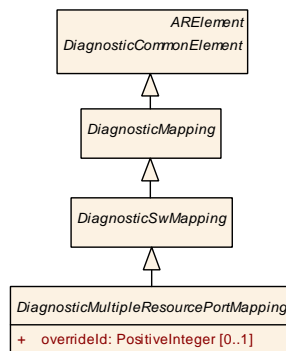 ARElement
DiagnosticCommonElement
DiagnosticMapping
DiagnosticSwMapping
DiagnosticMultipleResourcePortMapping
+ overrideId: PositiveInteger [0..1]